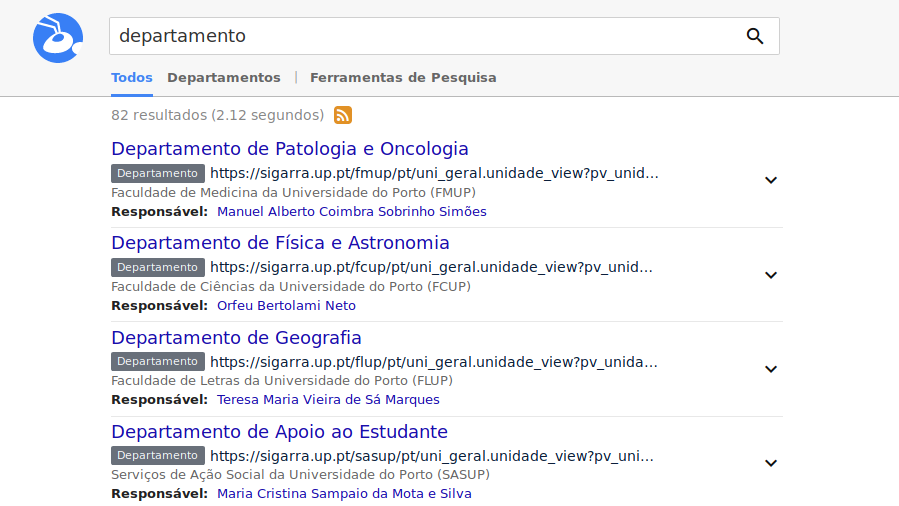 departamento
Todos Departamentos | Ferramentas de Pesquisa
82 resultados (2.12 segundos)
Departamento de Patologia e Oncologia
Departamento https://sigarra.up.pt/fmup/pt/uni_geral.unidade_view?pv_unid...
Faculdade de Medicina da Universidade do Porto (FMUP)
Responsável: Manuel Alberto Coimbra Sobrinho Simões
Departamento de Física e Astronomia
Departamento https://sigarra.up.pt/fcup/pt/uni_geral.unidade_view?pv_unid...
Faculdade de Ciências da Universidade do Porto (FCUP)
Responsável: Orfeu Bertolami Neto
Departamento de Geografia
Departamento https://sigarra.up.pt/flup/pt/uni_geral.unidade_view?pv_unida...
Faculdade de Letras da Universidade do Porto (FLUP)
Responsável: Teresa Maria Vieira de Sá Marques
Departamento de Apoio ao Estudante
Departamento https://sigarra.up.pt/sasup/pt/uni_geral.unidade_view?pv_uni...
Serviços de Ação Social da Universidade do Porto (SASUP)
Responsável: Maria Cristina Sampaio da Mota e Silva